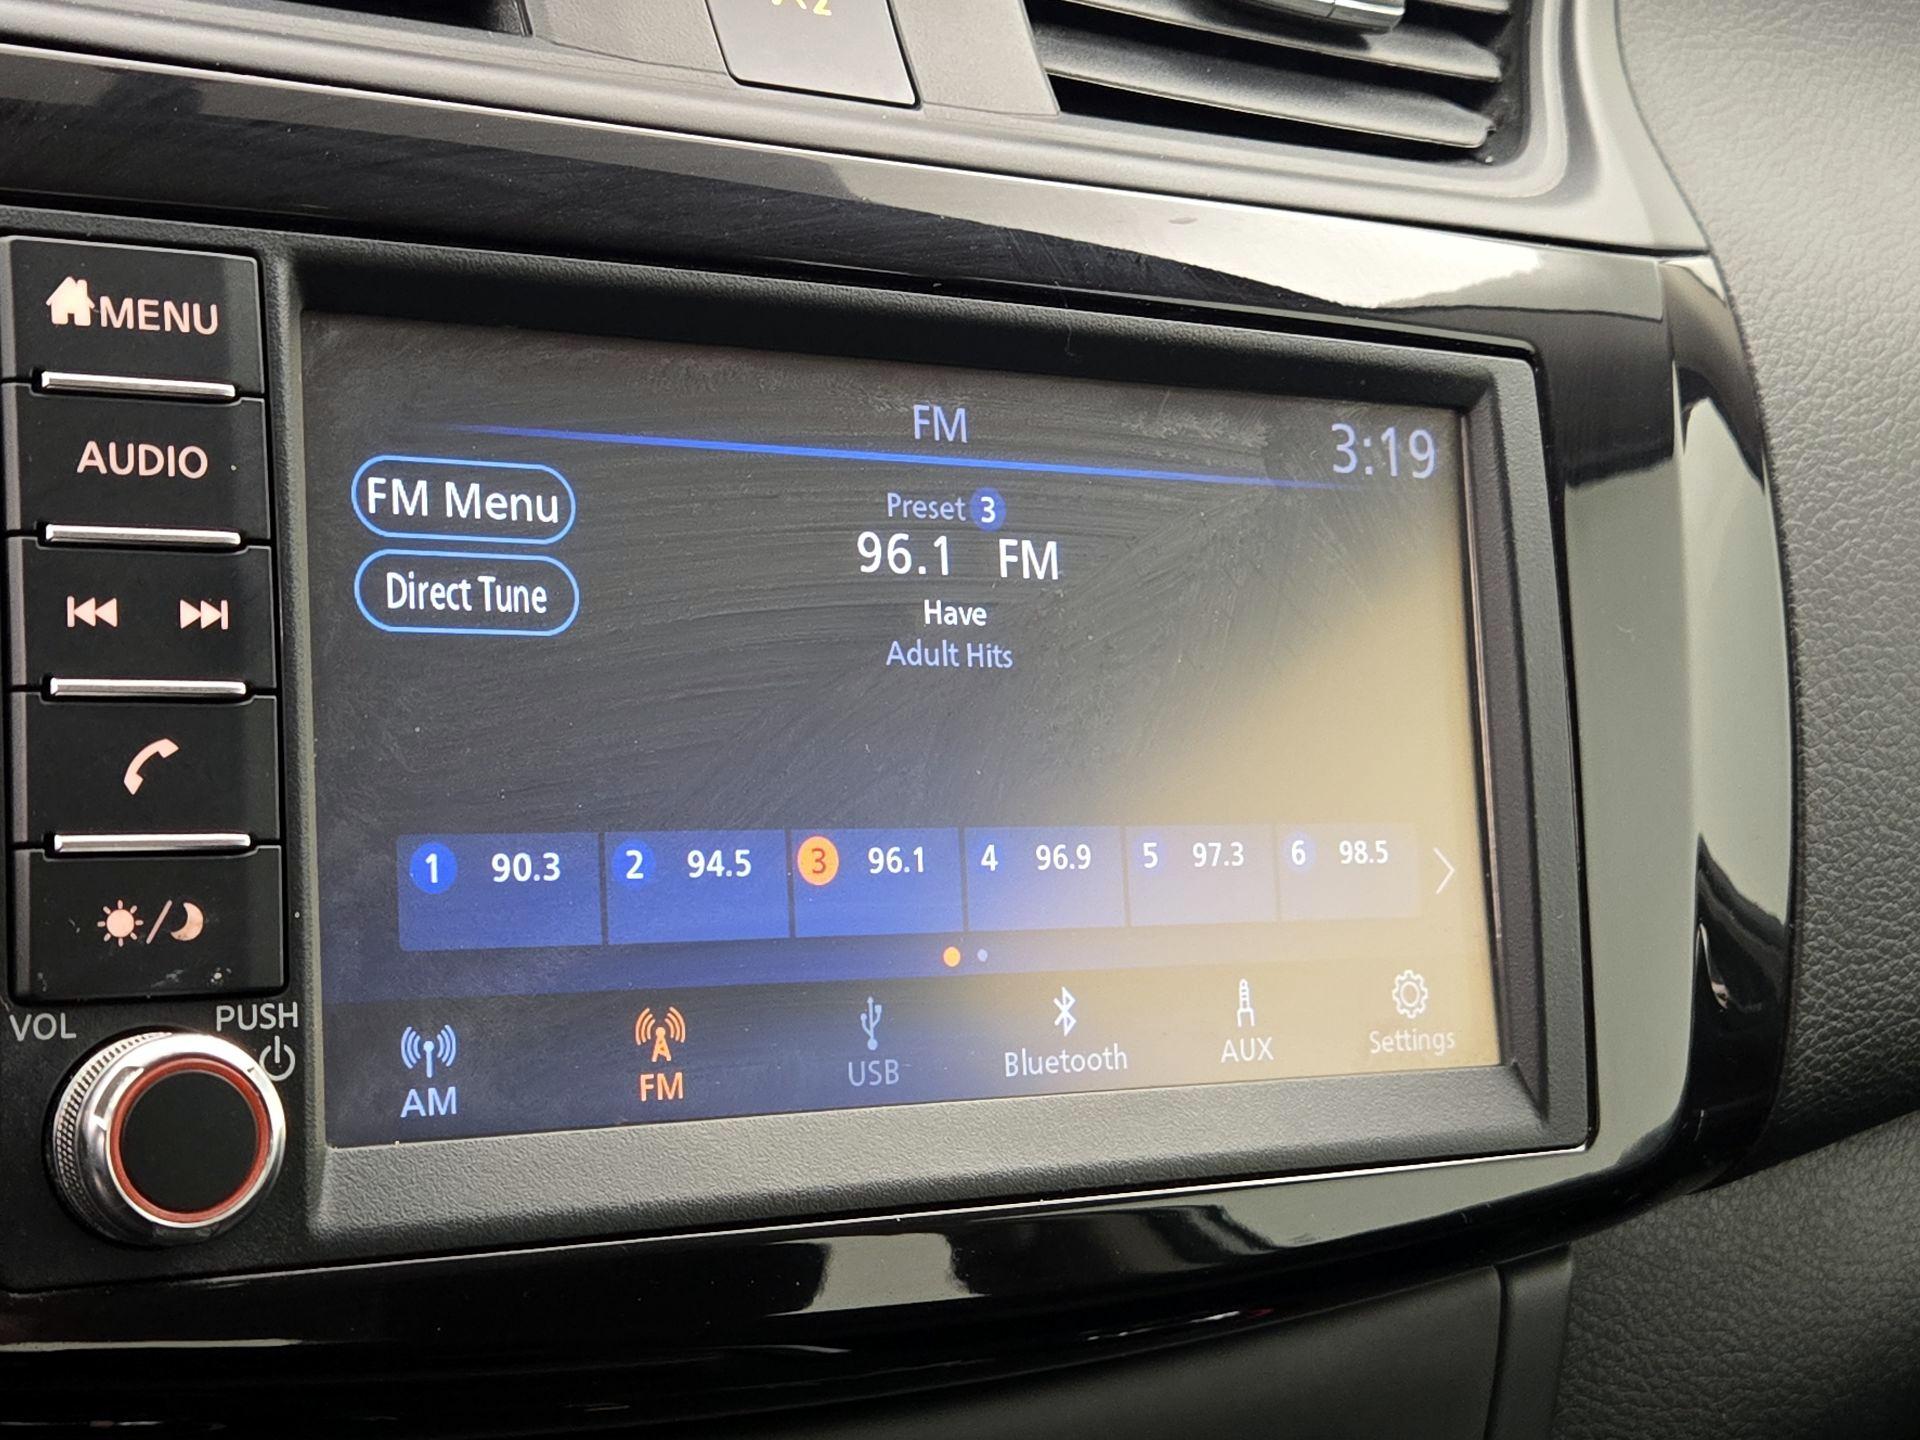 MENU
AUDIO
VOL
PUSH
FM
3:19
FM Menu
Direct Tune
Preset 3
96.1 FM
Have
Adult Hits
1 90.3 2 94.5 3 96.1 4 96.9 5 97.3 6 98.5
AM FM USB Bluetooth AUX Settings